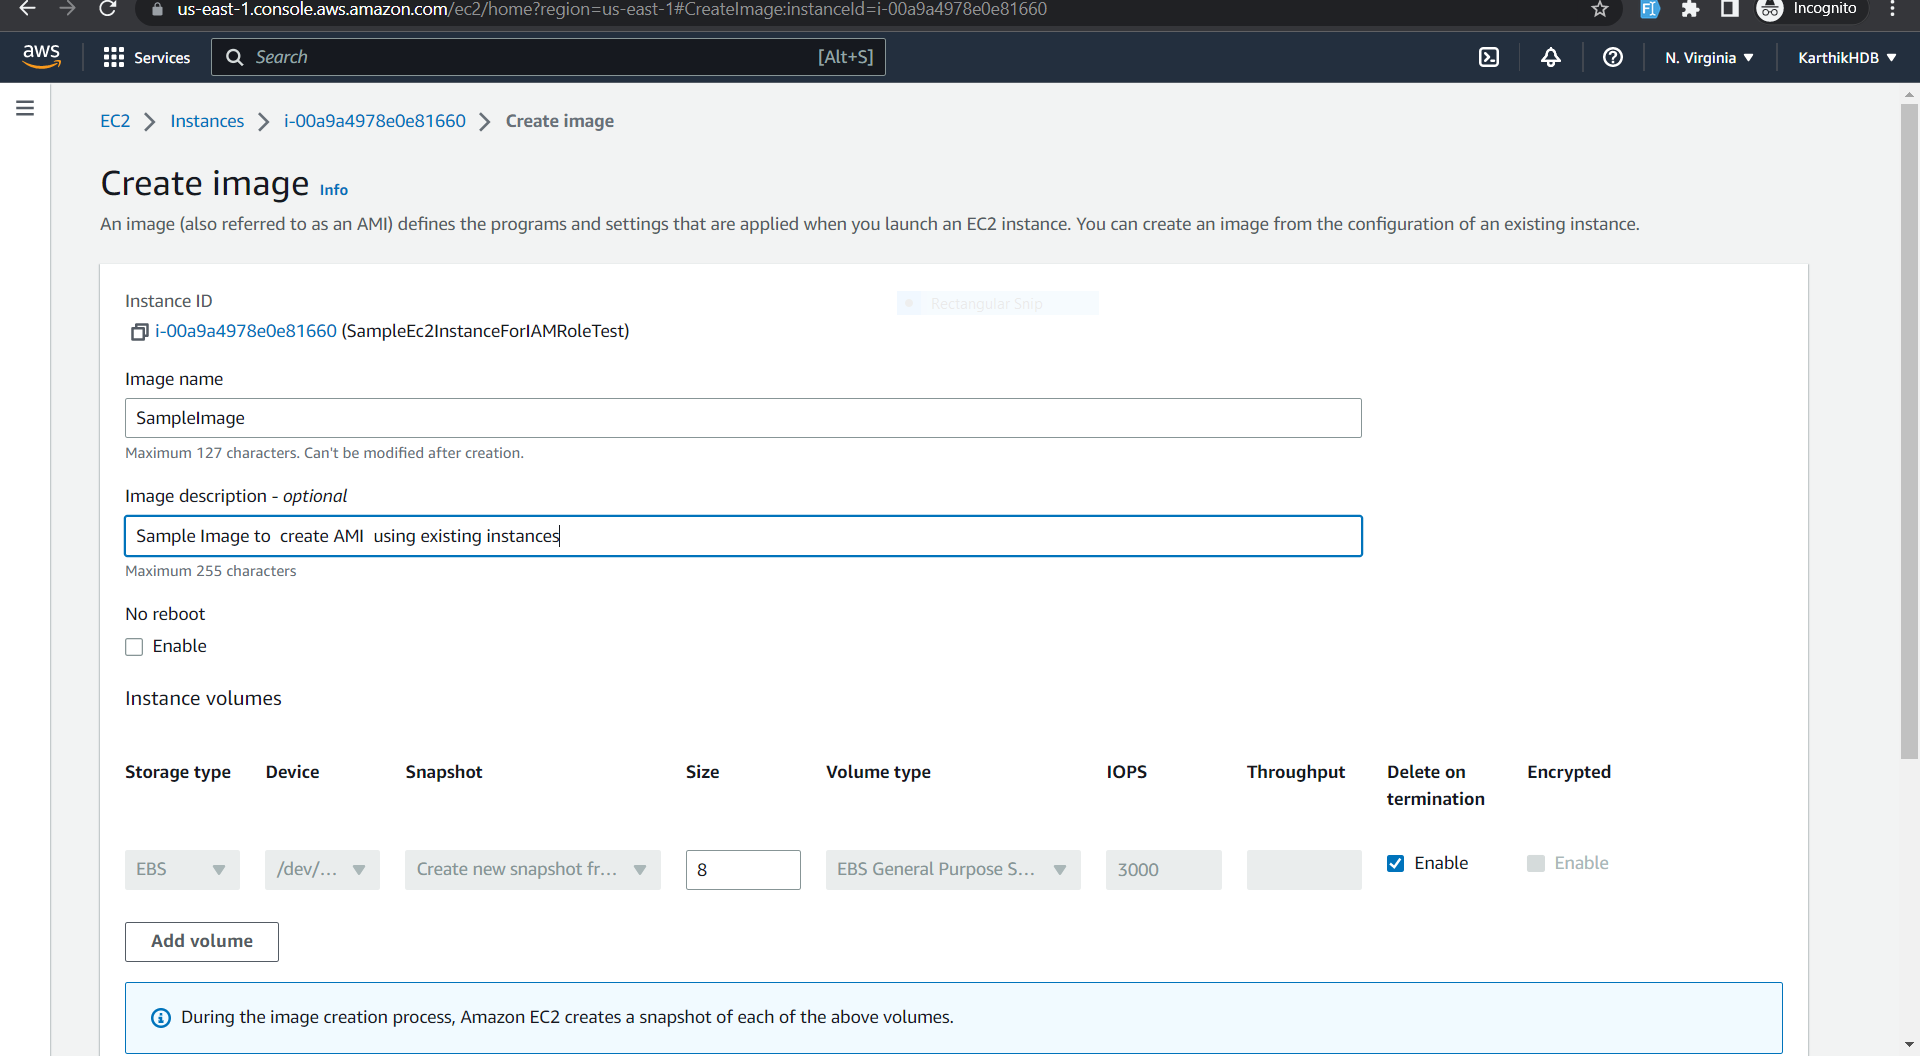 us-east-1.console.aws.amazon.com/ec2/home?region=us-east-1#CreateImage:instanceId=i-00a9a4978e0e81660
Incognito
aws
Services
Search
[Alt+S]
N. Virginia
KarthikHDB
EC2 > Instances > i-00a9a4978e0e81660 > Create image
Create image Info
An image (also referred to as an AMI) defines the programs and settings that are applied when you launch an EC2 instance. You can create an image from the configuration of an existing instance.
Instance ID
Rectangular Snip
i-00a9a4978e0e81660 (SampleEc2InstanceForIAMRoleTest)
Image name
SampleImage
Maximum 127 characters. Can't be modified after creation.
Image description - optional
Sample Image to  create AMI  using existing instances
Maximum 255 characters
No reboot
Enable
Instance volumes
Storage type Device Snapshot Size Volume type IOPS Throughput Delete on termination Encrypted
EBS /dev/... Create new snapshot fr... 8 EBS General Purpose S... 3000 Enable Enable
Add volume
During the image creation process, Amazon EC2 creates a snapshot of each of the above volumes.